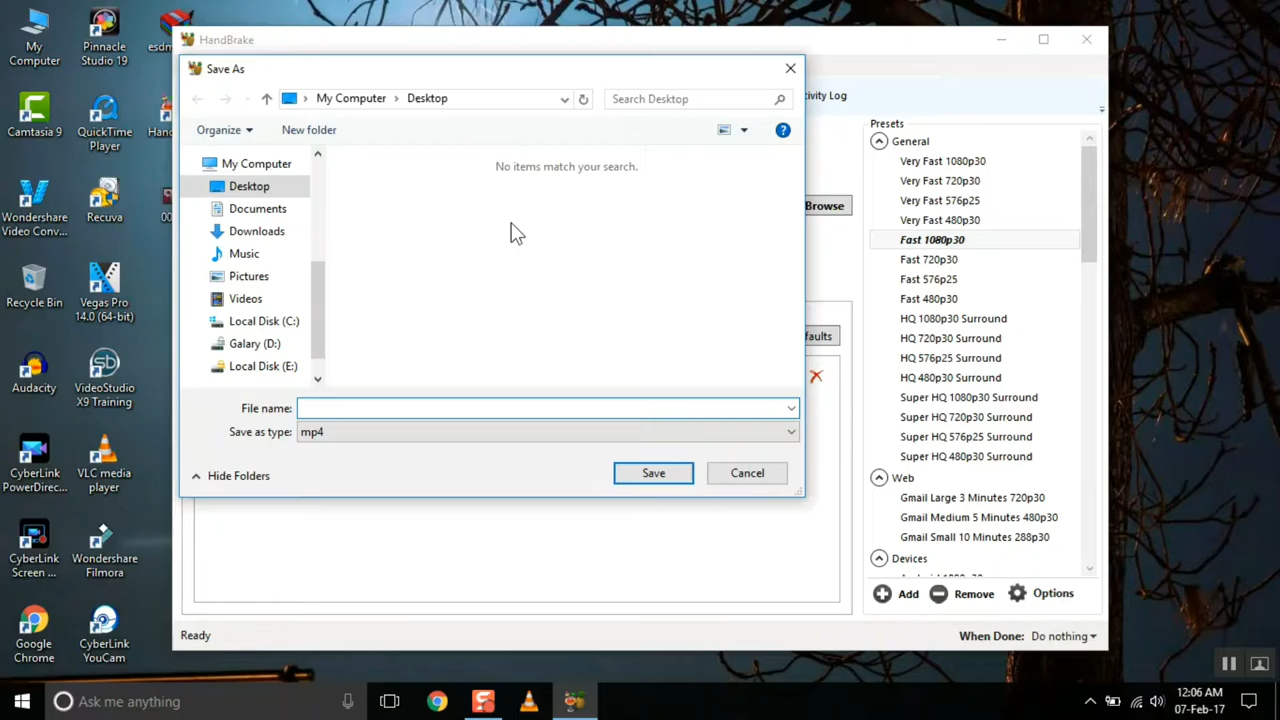 My Computer
Pinnacle Studio 19
esdm
Camtasia 9
QuickTime Player
Han
Wondershare Video Conv...
Recuva
00
Recycle Bin
Vegas Pro 14.0 (64-bit)
Audacity
VideoStudio X9 Training
CyberLink PowerDirec...
VLC media player
CyberLink Screen ...
Wondershare Filmora
Google Chrome
CyberLink YouCam
HandBrake
Save As
My Computer
Desktop
Search Desktop
Organize
New folder
My Computer
Desktop
Documents
Downloads
Music
Pictures
Videos
Local Disk (C:)
Galary (D:)
Local Disk (E:)
No items match your search.
File name:
Save as type: mp4
Hide Folders
Save
Cancel
tivity Log
Browse
faults
Presets
General
Very Fast 1080p30
Very Fast 720p30
Very Fast 576p25
Very Fast 480p30
Fast 1080p30
Fast 720p30
Fast 576p25
Fast 480p30
HQ 1080p30 Surround
HQ 720p30 Surround
HQ 576p25 Surround
HQ 480p30 Surround
Super HQ 1080p30 Surround
Super HQ 720p30 Surround
Super HQ 576p25 Surround
Super HQ 480p30 Surround
Web
Gmail Large 3 Minutes 720p30
Gmail Medium 5 Minutes 480p30
Gmail Small 10 Minutes 288p30
Devices
Add
Remove
Options
Ready
When Done: Do nothing
Ask me anything
12:06 AM
07-Feb-17